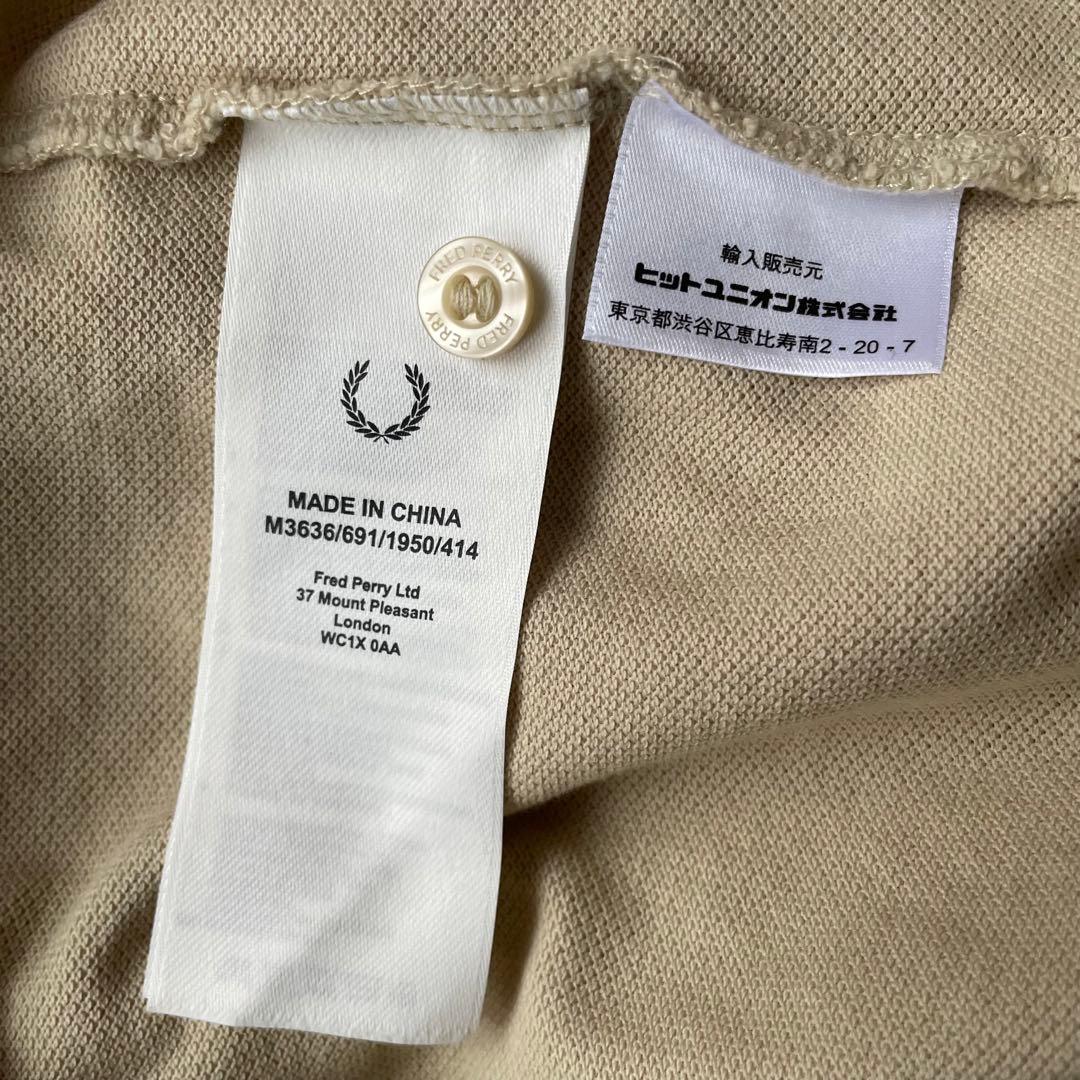 FRED PERRY
FRED PERRY
MADE IN CHINA
M3636/691/1950/414
Fred Perry Ltd
37 Mount Pleasant
London
WC1X 0AA
輸入販売元
ヒットユニオン株式会社
東京都渋谷区恵比寿南2-20-7